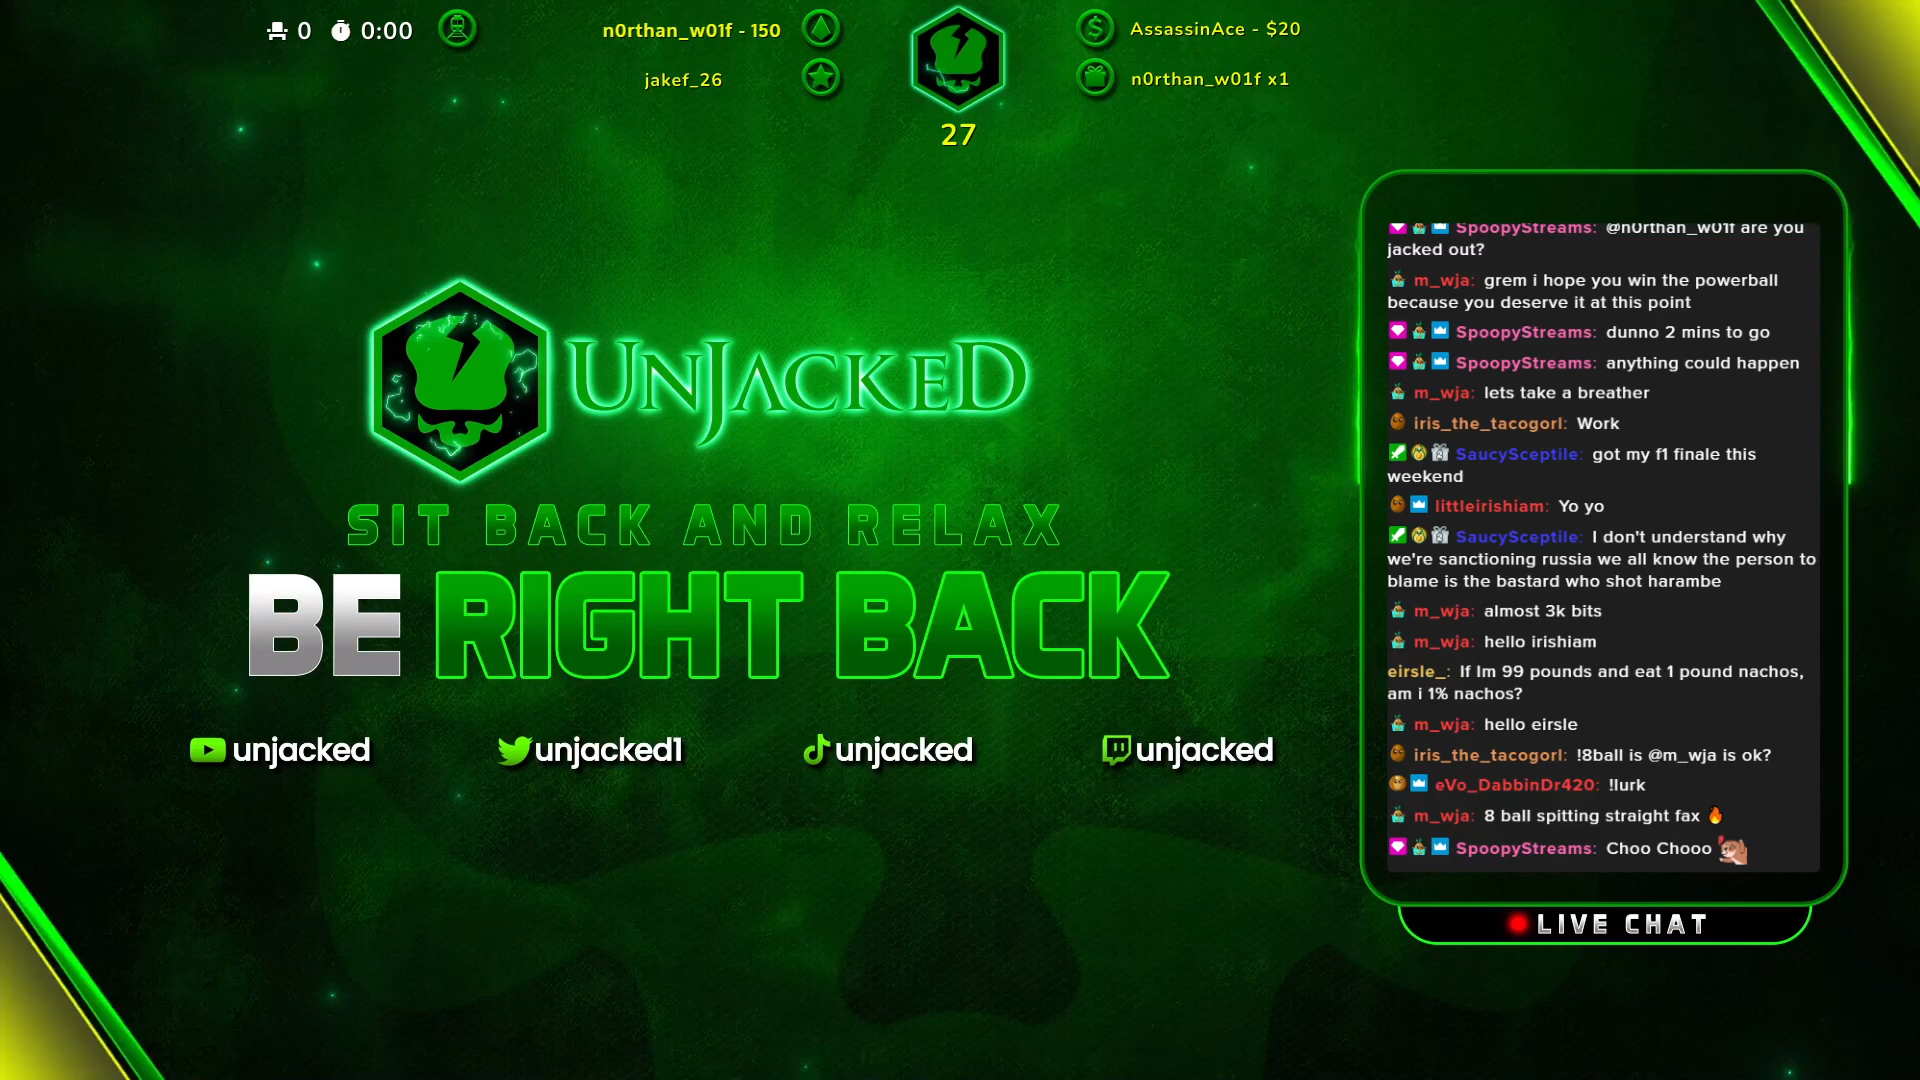 0 0:00
n0rthan_w01f - 150
jakef_26
27
AssassinAce - $20
n0rthan_w01f x1
UNJACKED
SIT BACK AND RELAX
BE RIGHT BACK
unjacked
unjacked1
unjacked
unjacked
SpoopyStreams: @n0rthan_w01f are you
jacked out?
m_wja: grem i hope you win the powerball
because you deserve it at this point
SpoopyStreams: dunno 2 mins to go
SpoopyStreams: anything could happen
m_wja: lets take a breather
iris_the_tacogorl: Work
SaucySceptile: got my f1 finale this
weekend
littleirishiam: Yo yo
SaucySceptile: I don't understand why
we're sanctioning russia we all know the person to
blame is the bastard who shot harambe
m_wja: almost 3k bits
m_wja: hello irishiam
eirsle_: If Im 99 pounds and eat 1 pound nachos,
am i 1% nachos?
m_wja: hello eirsle
iris_the_tacogorl: !8ball is @m_wja is ok?
eVo_DabbinDr420: !lurk
m_wja: 8 ball spitting straight fax
SpoopyStreams: Choo Chooo
LIVE CHAT